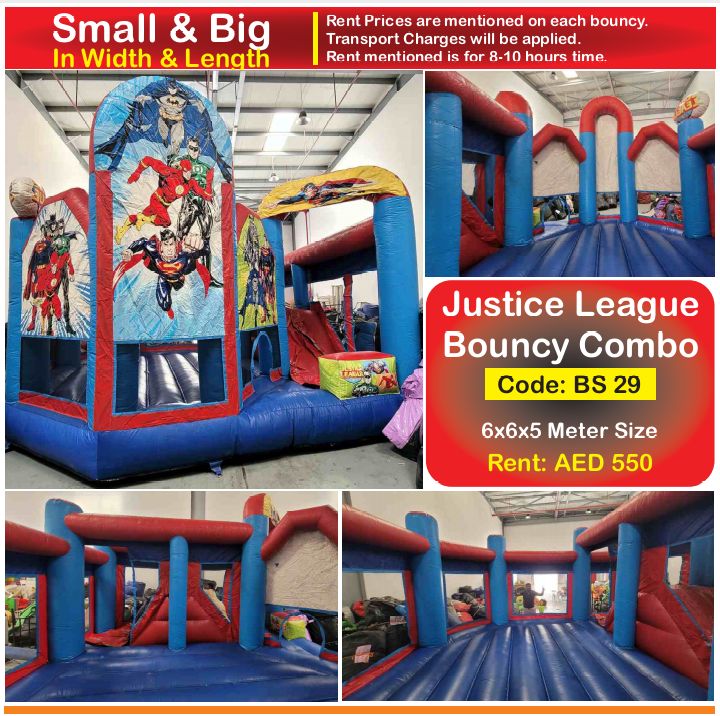 Small & Big
In Width & Length
Rent Prices are mentioned on each bouncy.
Transport Charges will be applied.
Rent mentioned is for 8-10 hours time.
Justice League
Bouncy Combo
Code: BS 29
6x6x5 Meter Size
Rent: AED 550